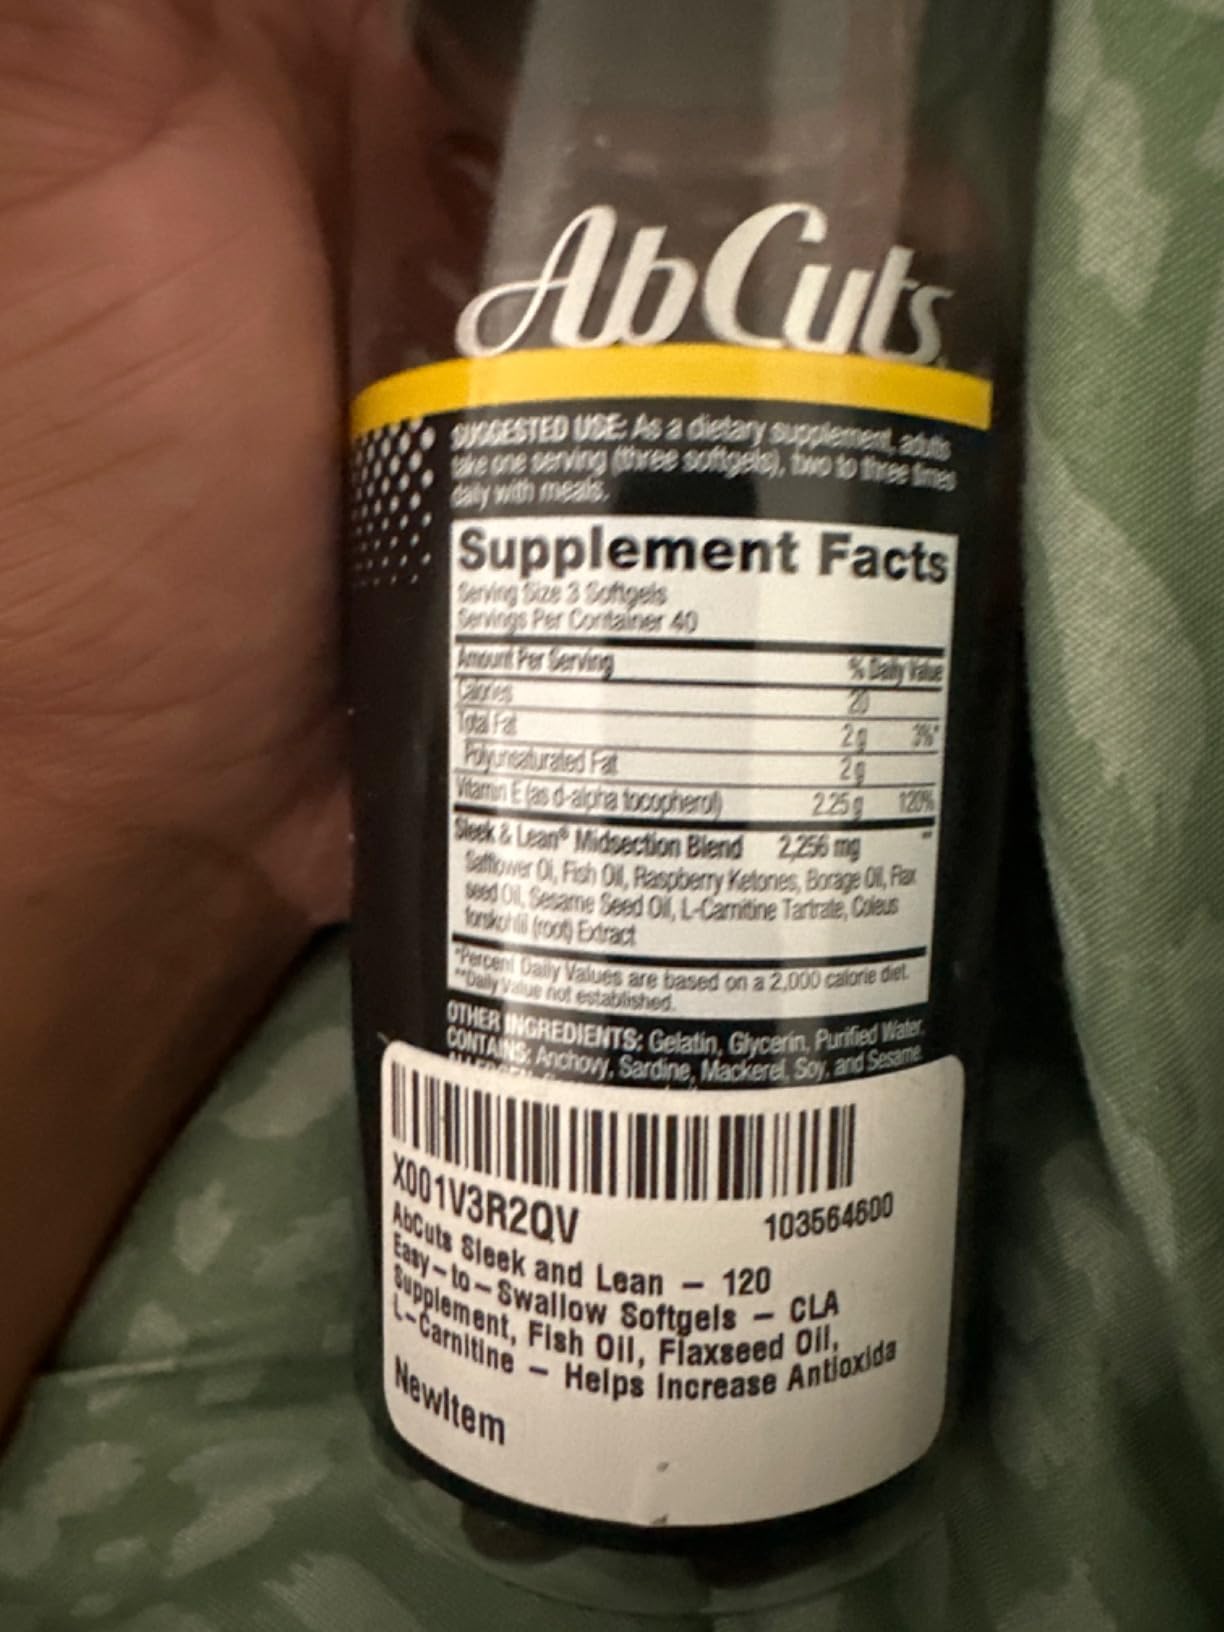 AbCuts
SUGGESTED USE: As a dietary supplement, adults
take one serving (three softgels), two to three times
daily with meals.
Supplement Facts
Serving Size 3 Softgels
Servings Per Container 40
Amount Per Serving % Daily Value
Calories 20
Total Fat 2 g 3%*
Polyunsaturated Fat 2 g
Vitamin E (as d-alpha tocopherol) 2.25 g 120%
Sleek & Lean® Midsection Blend 2,256 mg **
Safflower Oil, Fish Oil, Raspberry Ketones, Borage Oil, Flax
seed Oil, Sesame Seed Oil, L-Carnitine Tartrate, Coleus
forskohlii (root) Extract
*Percent Daily Values are based on a 2,000 calorie diet.
**Daily value not established.
OTHER INGREDIENTS: Gelatin, Glycerin, Purified Water.
CONTAINS: Anchovy, Sardine, Mackerel, Soy, and Sesame.
X001V3R2QV 103564600
AbCuts Sleek and Lean - 120
Easy-to-Swallow Softgels - CLA
Supplement, Fish Oil, Flaxseed Oil,
L-Carnitine - Helps Increase Antioxida
NewItem